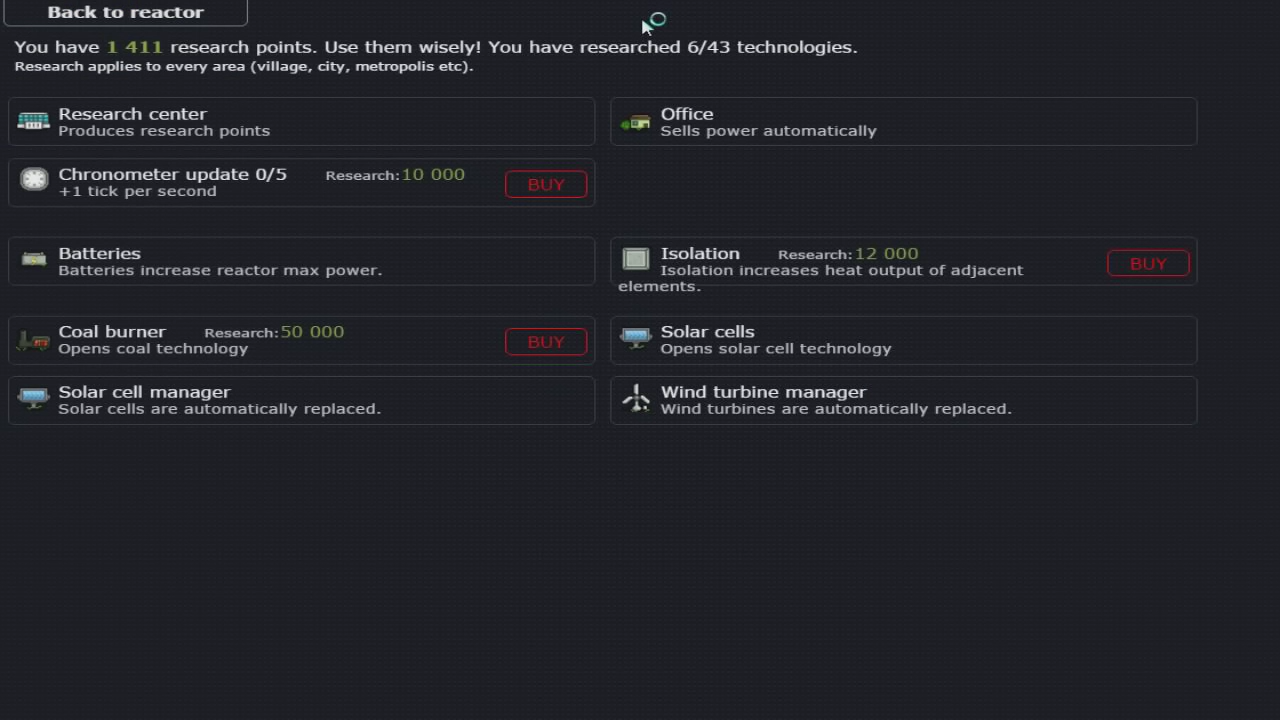 Back to reactor
You have 1 411 research points. Use them wisely! You have researched 6/43 technologies.
Research applies to every area (village, city, metropolis etc).
Research center
Produces research points
Office
Sells power automatically
Chronometer update 0/5 Research:10 000
+1 tick per second
BUY
Batteries
Batteries increase reactor max power.
Isolation Research:12 000
Isolation increases heat output of adjacent
elements.
BUY
Coal burner Research:50 000
Opens coal technology
BUY
Solar cells
Opens solar cell technology
Solar cell manager
Solar cells are automatically replaced.
Wind turbine manager
Wind turbines are automatically replaced.